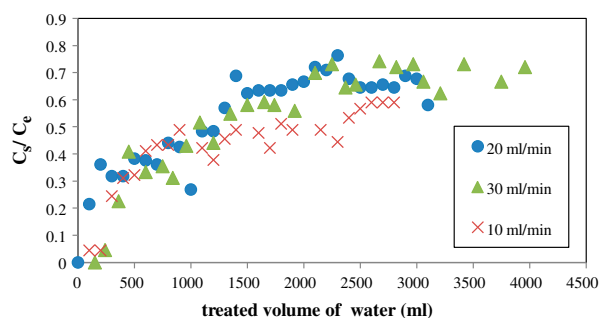 0.9
0.8
0.7
0.6
0.5
0.4
0.3
0.2
0.1
0
Cs/ Ce
0 500 1000 1500 2000 2500 3000 3500 4000 4500
treated volume of water (ml)
20 ml/min
30 ml/min
10 ml/min